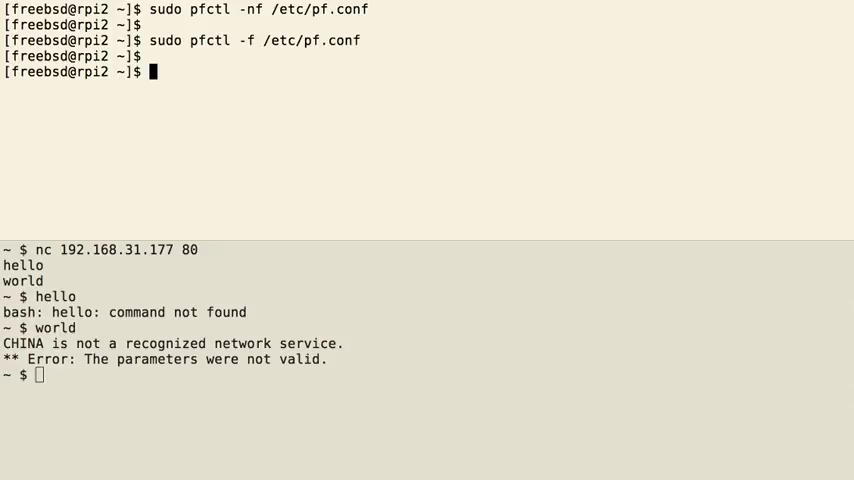 [freebsd@rpi2 ~]$ sudo pfctl -nf /etc/pf.conf
[freebsd@rpi2 ~]$
[freebsd@rpi2 ~]$ sudo pfctl -f /etc/pf.conf
[freebsd@rpi2 ~]$
[freebsd@rpi2 ~]$
~ $ nc 192.168.31.177 80
hello
world
~ $ hello
bash: hello: command not found
~ $ world
CHINA is not a recognized network service.
** Error: The parameters were not valid.
~ $